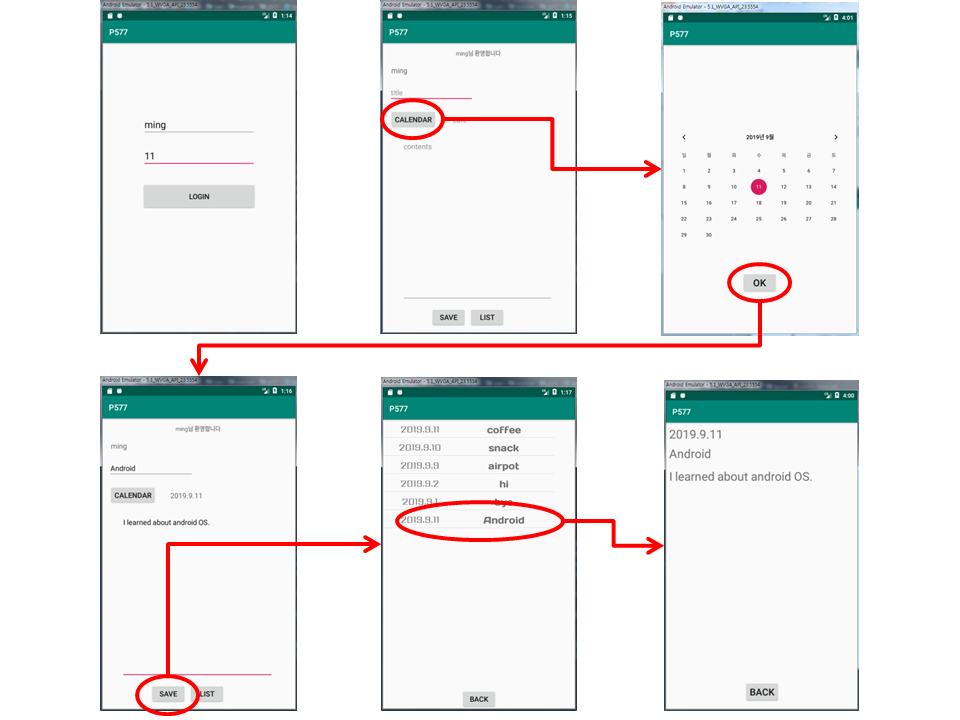 Android Emulator - 5.1_WVGA_API_23:5554
1:14
P577
ming
11
LOGIN
Android Emulator - 5.1_WVGA_API_23:5554
1:15
P577
ming님 환영합니다.
ming
title
CALENDAR
contents
SAVE LIST
Android Emulator - 5.1_WVGA_API_23:5554
4:01
P577
2019년 9월
일 월 화 수 목 금 토
1 2 3 4 5 6 7
8 9 10 11 12 13 14
15 16 17 18 19 20 21
22 23 24 25 26 27 28
29 30
OK
Android Emulator - 5.1_WVGA_API_23:5554
1:16
P577
ming님 환영합니다.
ming
Android
CALENDAR 2019.9.11
I learned about android OS.
SAVE LIST
Android Emulator - 5.1_WVGA_API_23:5554
1:17
P577
2019.9.11 coffee
2019.9.10 snack
2019.9.9 airpot
2019.9.2 hi
2019.9.1 bye
2019.9.11 Android
BACK
Android Emulator - 5.1_WVGA_API_23:5554
4:00
P577
2019.9.11
Android
I learned about android OS.
BACK